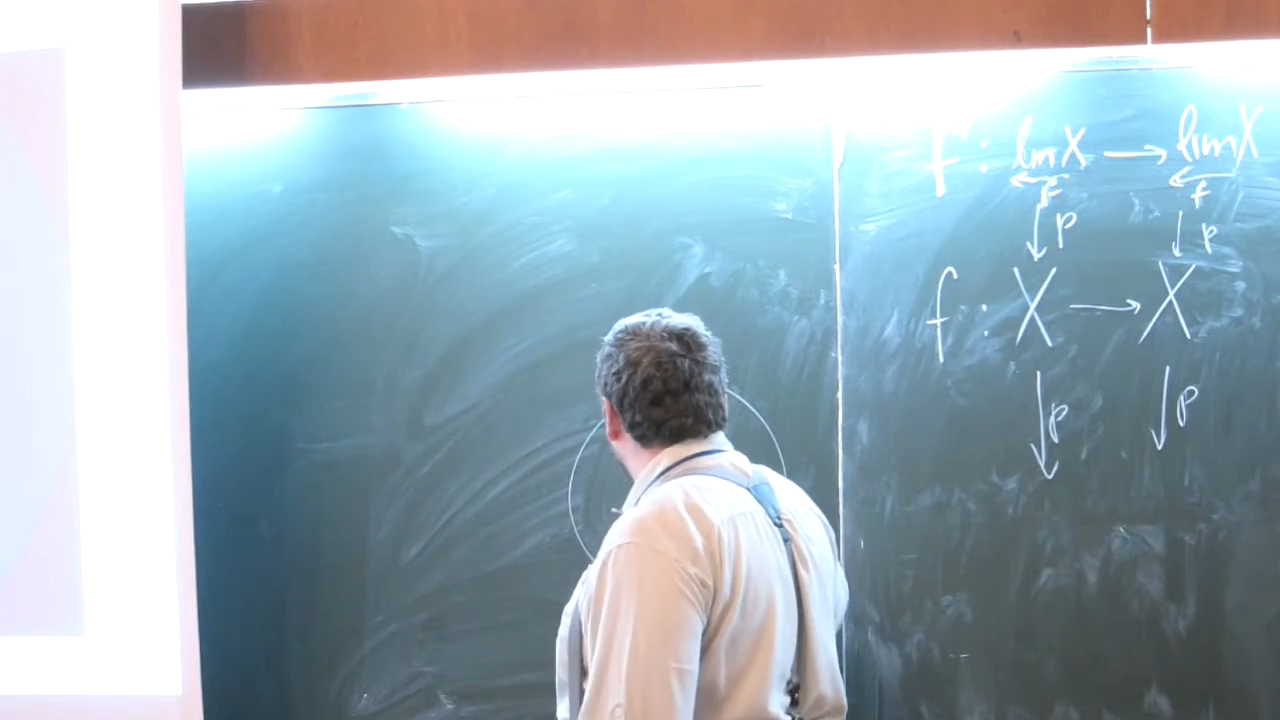 f : lim X → lim X
← f ← f
↓ p ↓ p
f : X → X
↓ p ↓ p